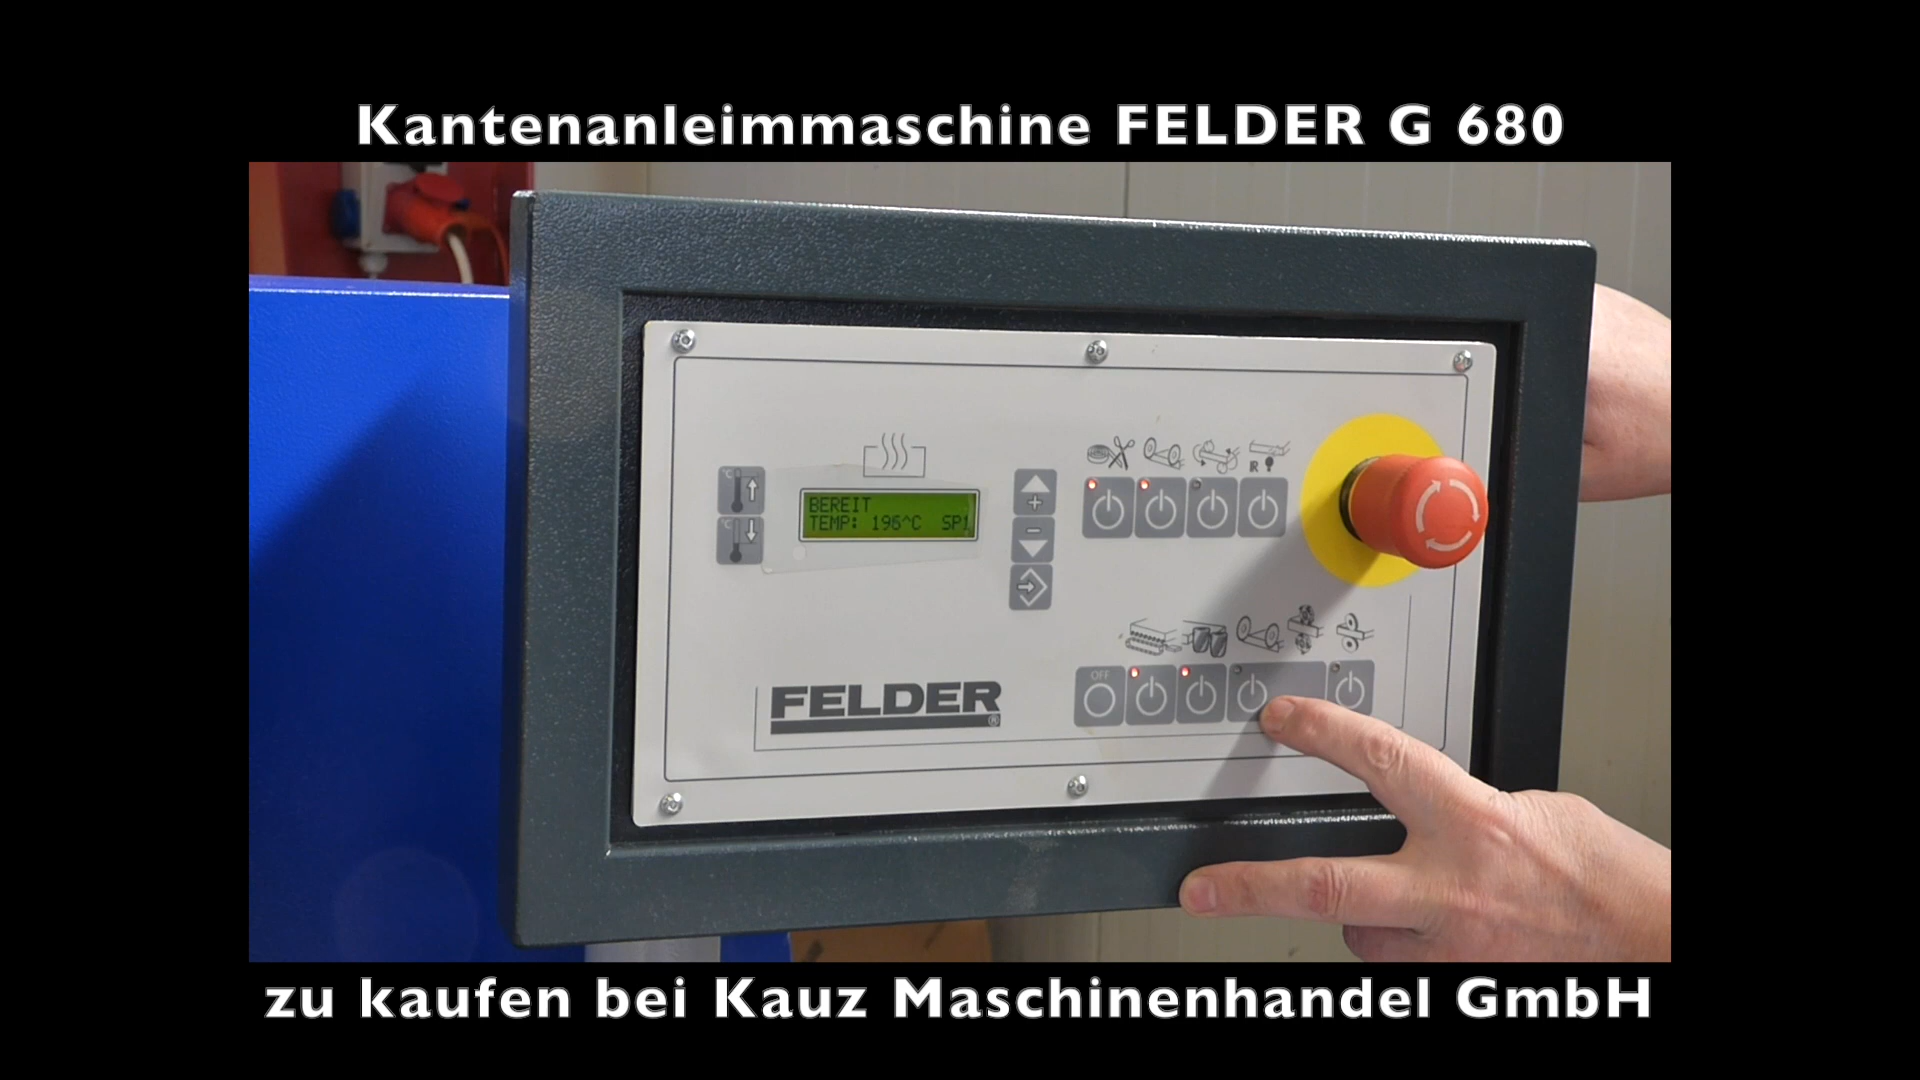 Kantenanleimmaschine FELDER G 680
BEREIT
TEMP: 196^C SP1
R
OFF
FELDER®
zu kaufen bei Kauz Maschinenhandel GmbH